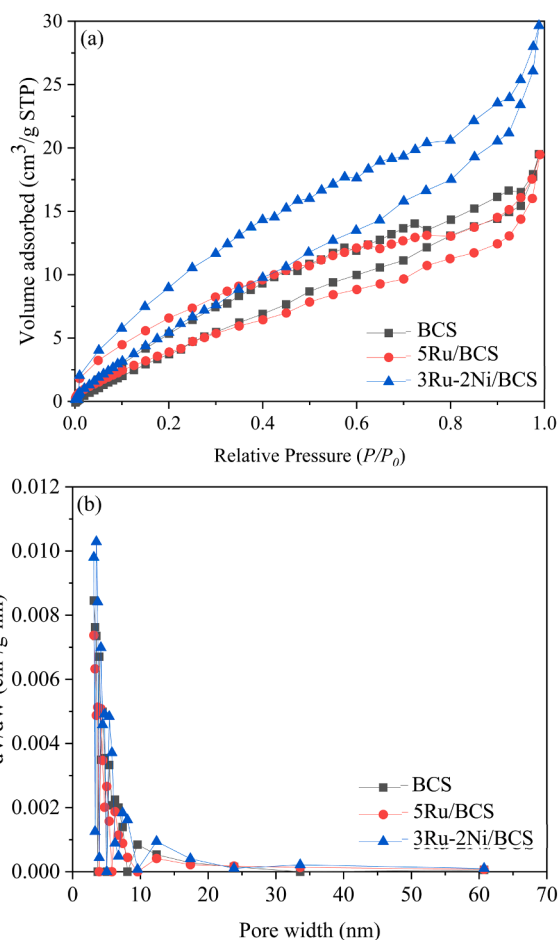 (a)
30
25
20
15
10
5
0
Volume adsorbed (cm³/g STP)
BCS
5Ru/BCS
3Ru-2Ni/BCS
0.0 0.2 0.4 0.6 0.8 1.0
Relative Pressure (P/P₀)
(b)
0.012
0.010
0.008
0.006
0.004
0.002
0.000
BCS
5Ru/BCS
3Ru-2Ni/BCS
0 10 20 30 40 50 60 70
Pore width (nm)